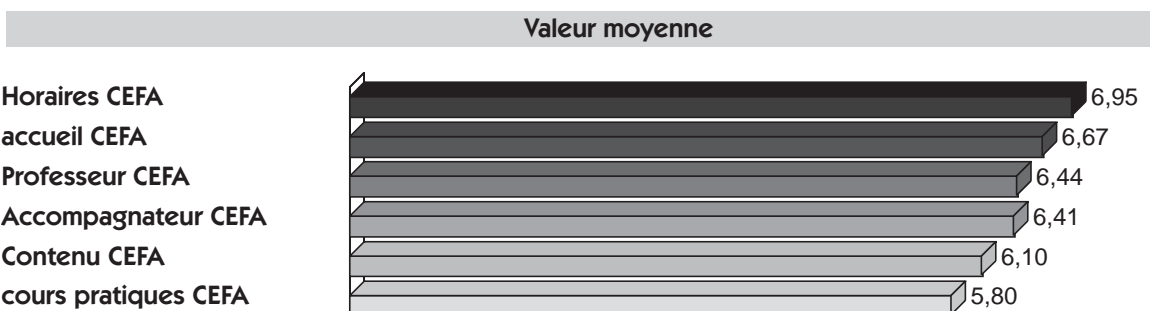 Valeur moyenne
Horaires CEFA 6,95
accueil CEFA 6,67
Professeur CEFA 6,44
Accompagnateur CEFA 6,41
Contenu CEFA 6,10
cours pratiques CEFA 5,80